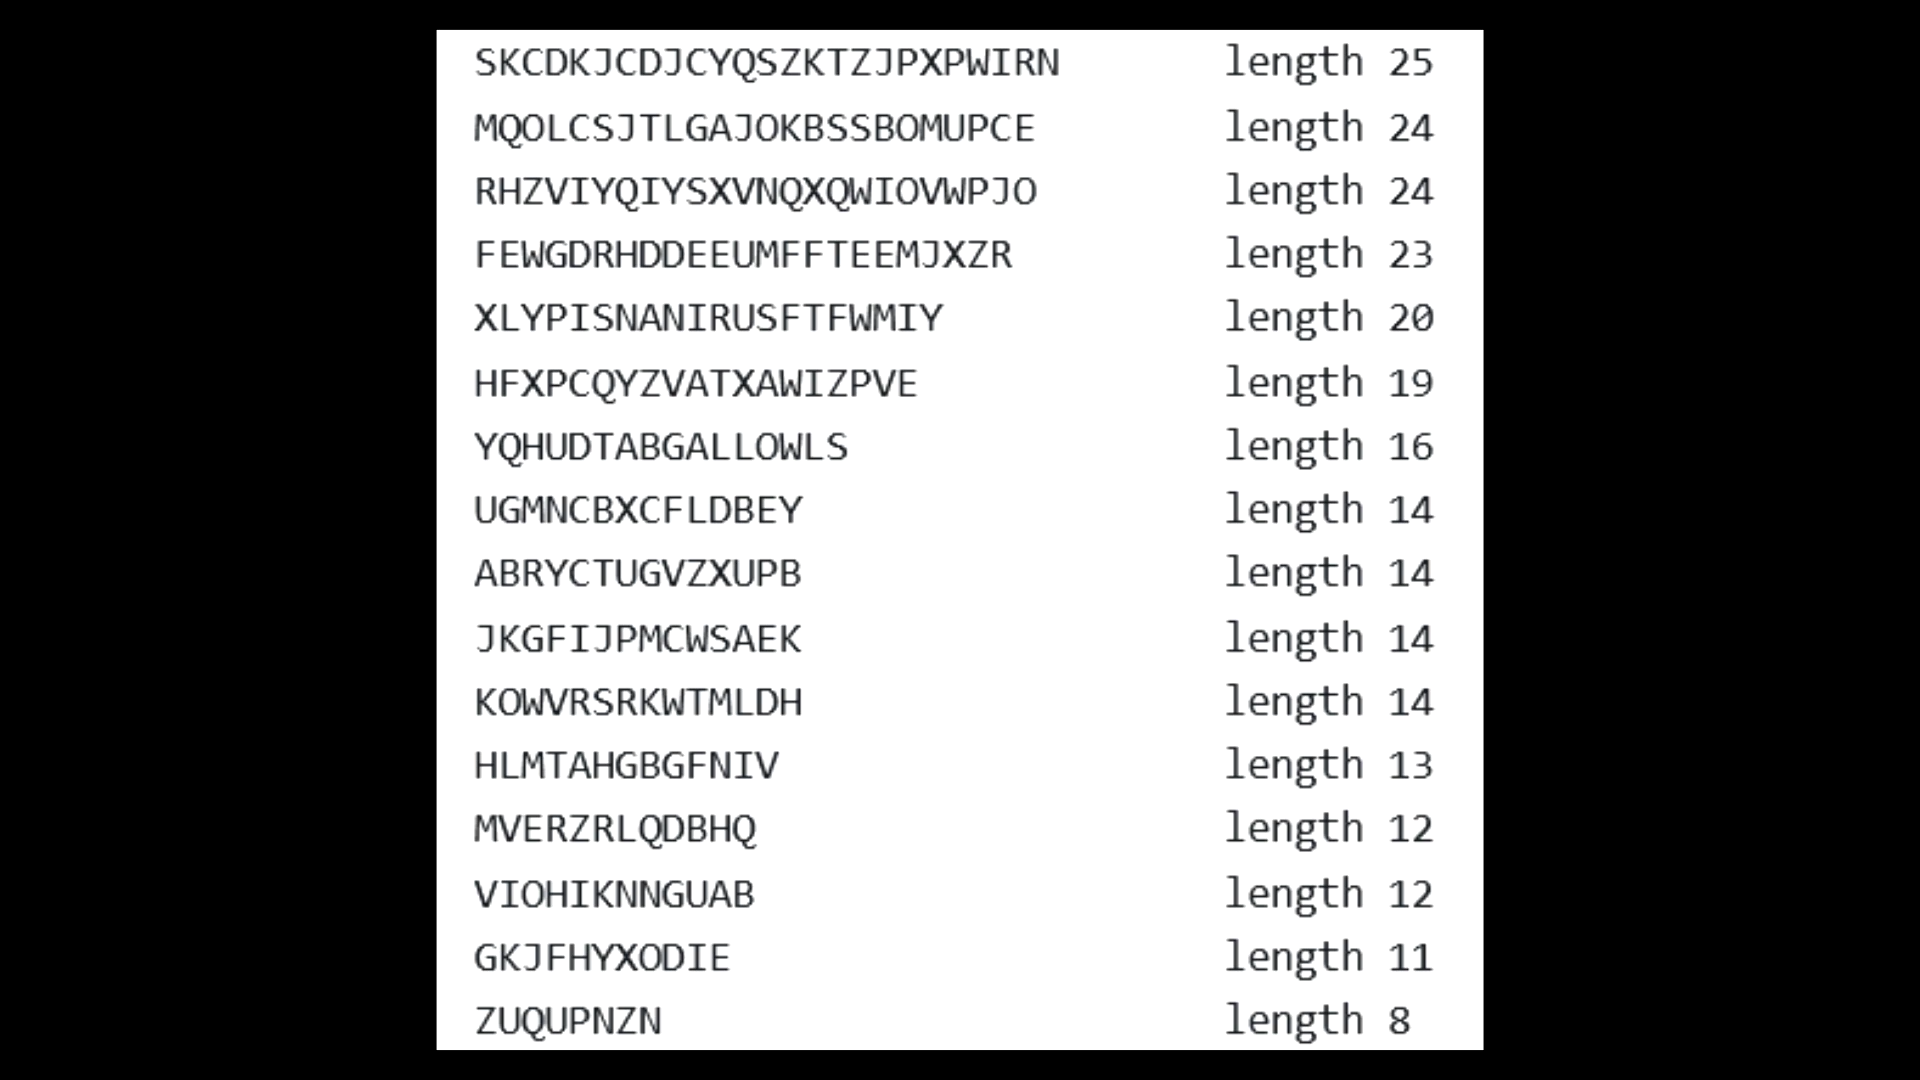 SKCDKJCDJCYQSZKTZJPXPWIRN length 25
MQOLCSJTLGAJOKBSSBOMUPCE length 24
RHZVIYQIYSXVNQXQWIOVWPJO length 24
FEWGDRHDDEEUMFFTEEMJXZR length 23
XLYPISNANIRUSFTFWMIY length 20
HFXPCQYZVATXAWIZPVE length 19
YQHUDTABGALLOWLS length 16
UGMNCBXCFLDBEY length 14
ABRYCTUGVZXUPB length 14
JKGFIJPMCWSAEK length 14
KOWVRSRKWTMLDH length 14
HLMTAHGBGFNIV length 13
MVERZRLQDBHQ length 12
VIOHIKNNGUAB length 12
GKJFHYXODIE length 11
ZUQUPNZN length 8